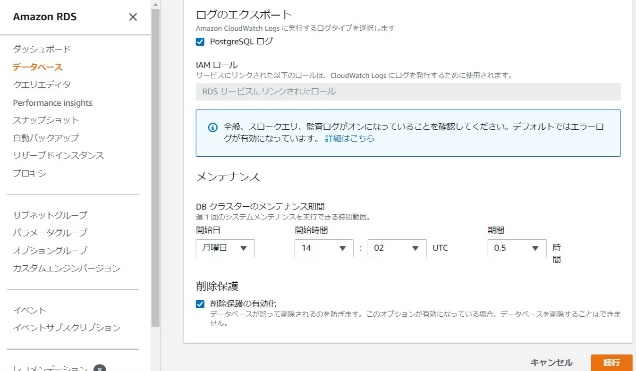 Amazon RDS
ダッシュボード
データベース
クエリエディタ
Performance insights
スナップショット
自動バックアップ
リザーブドインスタンス
プロキシ
サブネットグループ
パラメータグループ
オプショングループ
カスタムエンジンバージョン
イベント
イベントサブスクリプション
レコメンデーション
ログのエクスポート
Amazon CloudWatch Logs に発行するログタイプを選択します
PostgreSQL ログ
IAM ロール
サービスにリンクされた以下のロールは、CloudWatch Logs にログを発行するために使用されます。
RDS サービスにリンクされたロール
全般、スロークエリ、監査ログがオンになっていることを確認してください。デフォルトではエラーロ
グが有効になっています。 詳細はこちら
メンテナンス
DB クラスターのメンテナンス期間
週 1 回のシステムメンテナンスを実行できる時間範囲。
開始日 開始時間 期間
月曜日 14 : 02 UTC 0.5 時
間
削除保護
削除保護の有効化
データベースが誤って削除されるのを防ぎます。このオプションが有効になっている場合、データベースを削除することはできま
せん。
キャンセル 続行